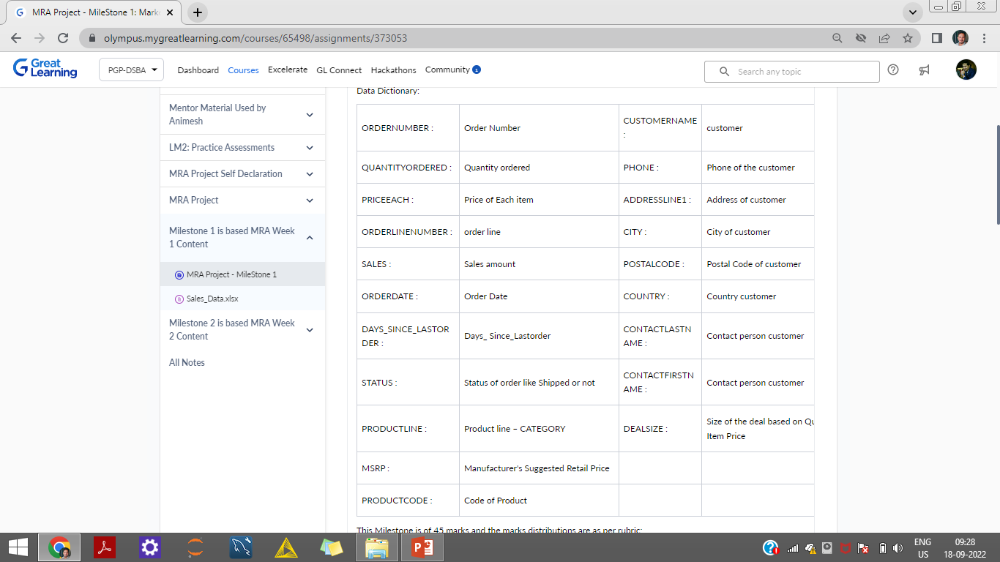 MRA Project - MileStone 1: Mark
olympus.mygreatlearning.com/courses/65498/assignments/373053
Great
Learning
PGP-DSBA
Dashboard
Courses
Excelerate
GL Connect
Hackathons
Community 1
Search any topic
Mentor Material Used by
Animesh
LM2: Practice Assessments
MRA Project Self Declaration
MRA Project
Milestone 1 is based MRA Week
1 Content
MRA Project - MileStone 1
Sales_Data.xlsx
Milestone 2 is based MRA Week
2 Content
All Notes
Data Dictionary:
ORDERNUMBER : Order Number CUSTOMERNAME
: customer
QUANTITYORDERED : Quantity ordered PHONE : Phone of the customer
PRICEEACH : Price of Each item ADDRESSLINE1 : Address of customer
ORDERLINENUMBER : order line CITY : City of customer
SALES : Sales amount POSTALCODE : Postal Code of customer
ORDERDATE : Order Date COUNTRY : Country customer
DAYS_SINCE_LASTOR
DER : Days_ Since_Lastorder CONTACTLASTN
AME : Contact person customer
STATUS : Status of order like Shipped or not CONTACTFIRSTN
AME : Contact person customer
PRODUCTLINE : Product line – CATEGORY DEALSIZE : Size of the deal based on Qu
Item Price
MSRP : Manufacturer's Suggested Retail Price
PRODUCTCODE : Code of Product
This Milestone is of 45 marks and the marks distributions are as per rubric:
ENG
US
09:28
18-09-2022